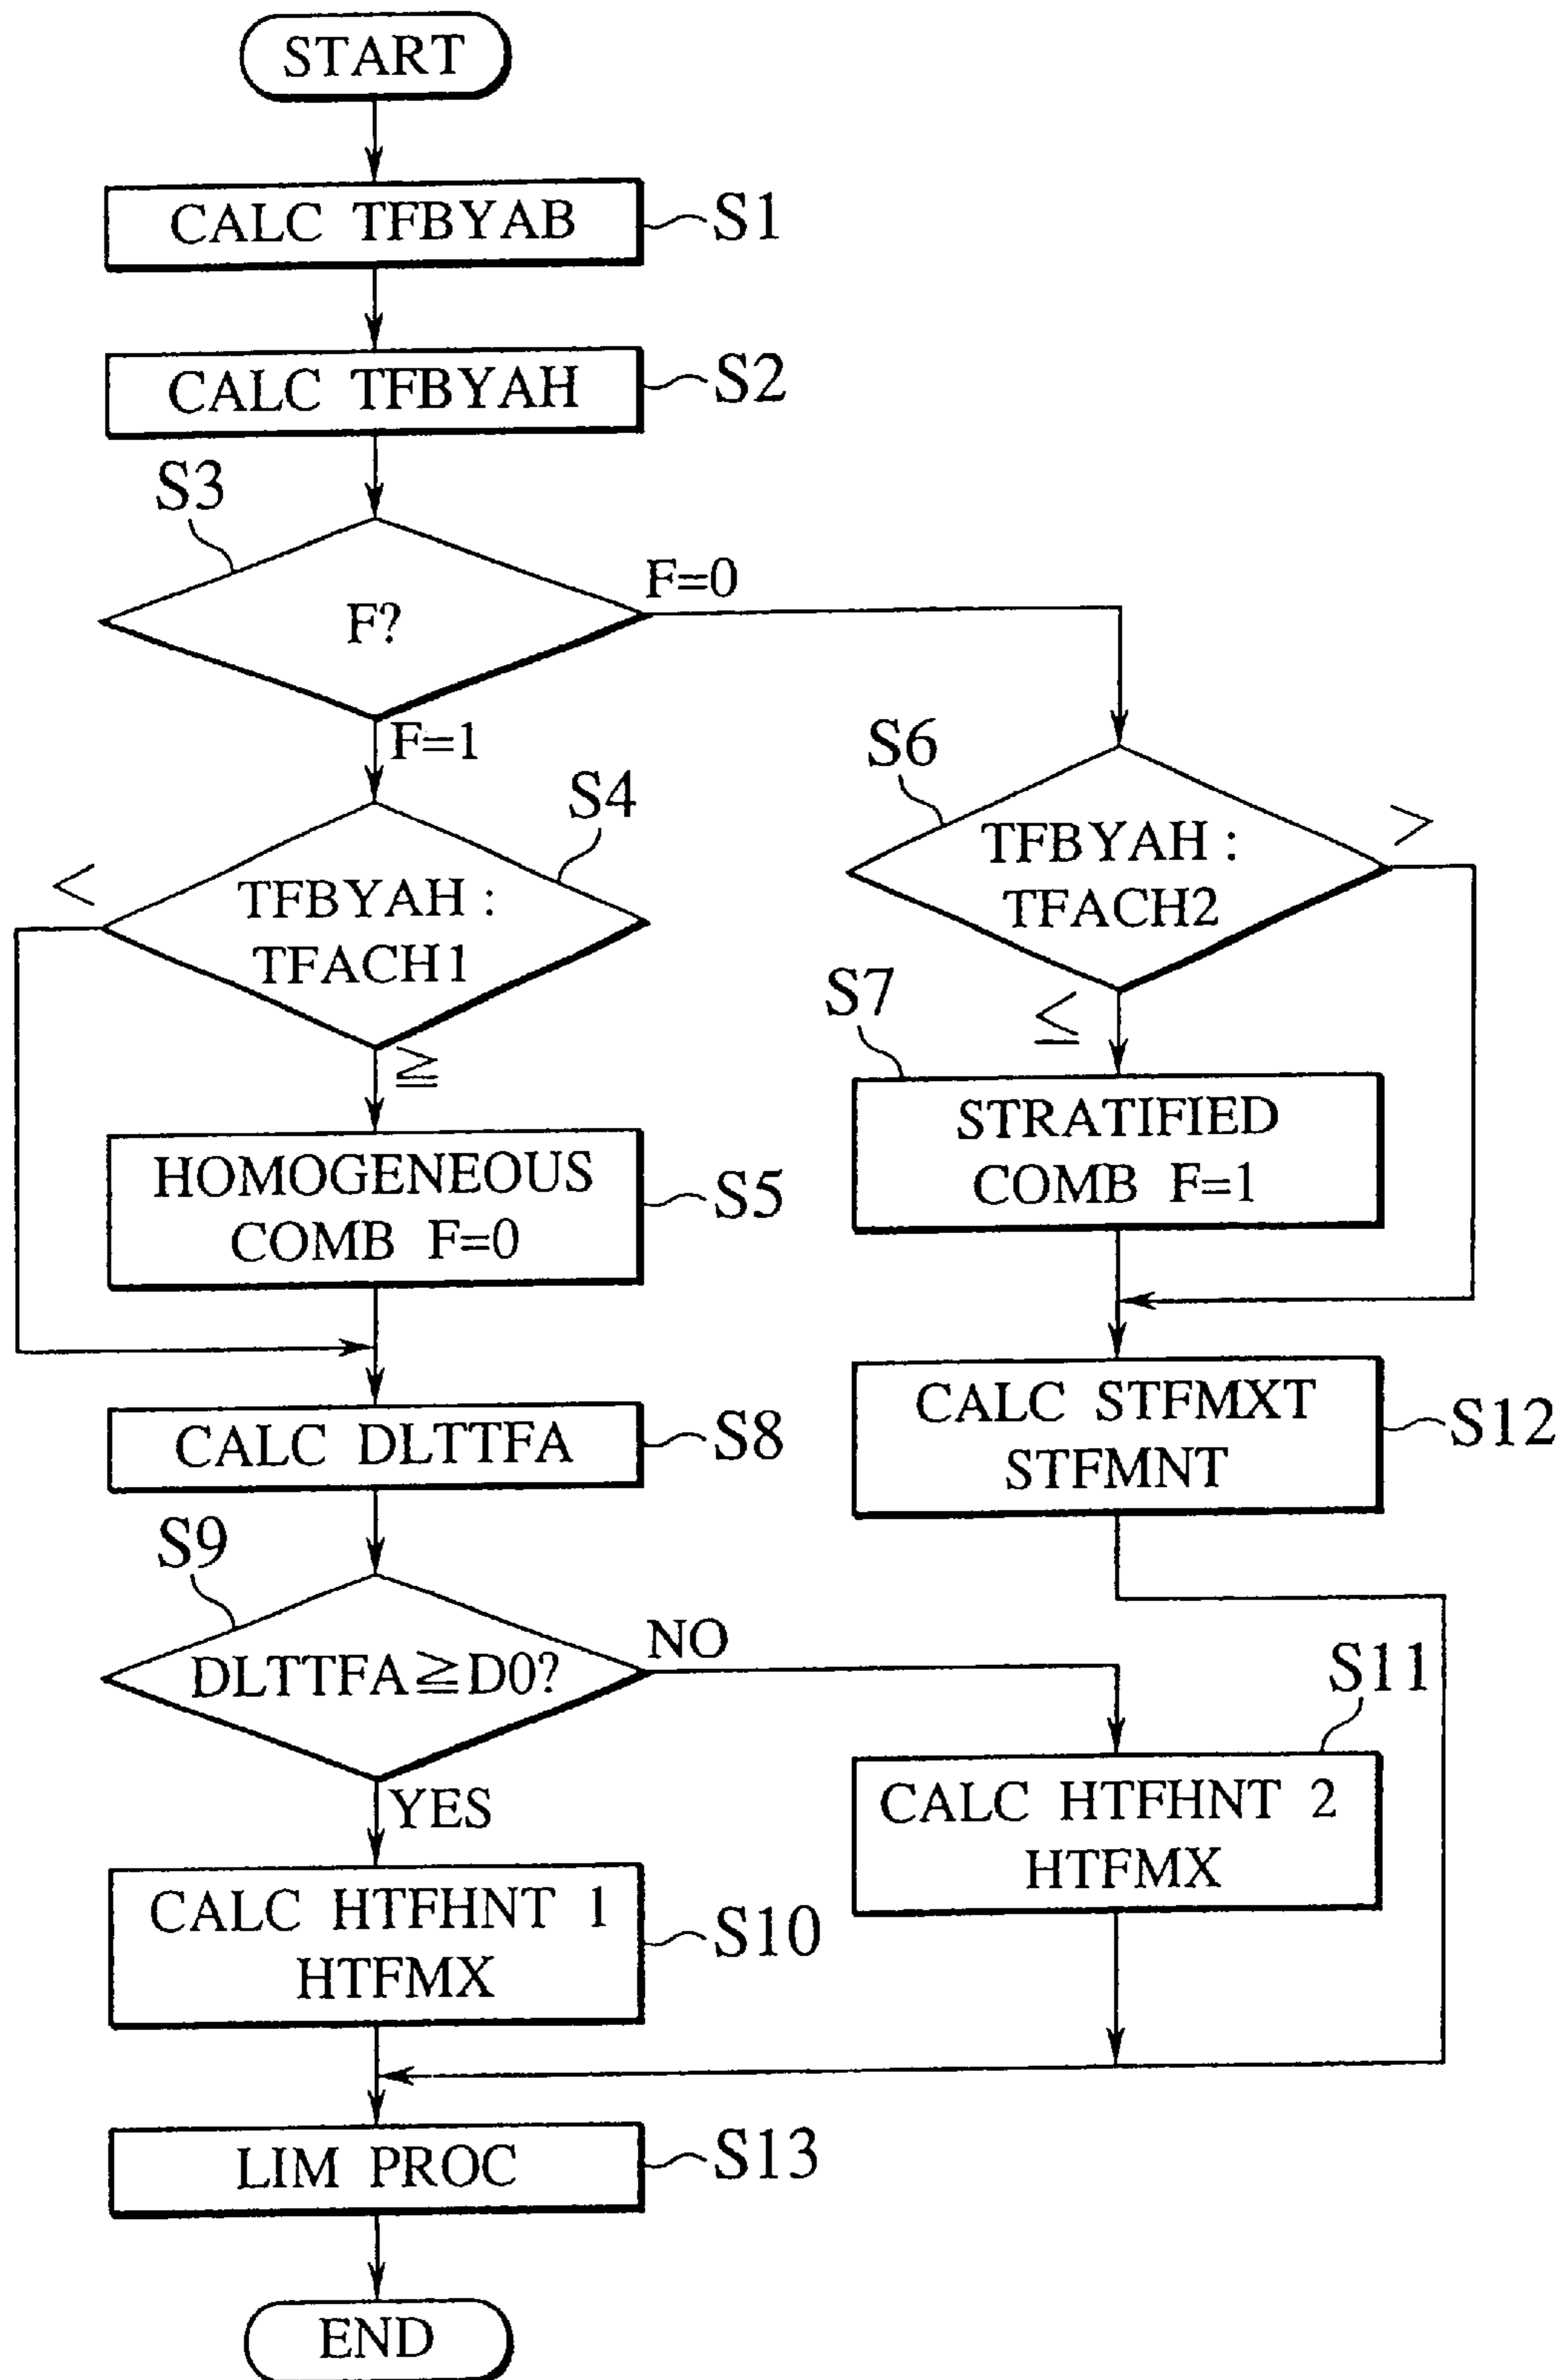 START
CALC TFBYAB
S1
CALC TFBYAH
S2
S3
F?
F=0
F=1
S4
<
TFBYAH :
TFACH1
≧
HOMOGENEOUS
COMB F=0
S5
S6
TFBYAH :
TFACH2
>
≦
S7
STRATIFIED
COMB F=1
CALC DLTTFA
S8
CALC STFMXT
STFMNT
S12
S9
DLTTFA≧D0?
NO
YES
S11
CALC HTFHNT 2
HTFMX
CALC HTFHNT 1
HTFMX
S10
LIM PROC
S13
END